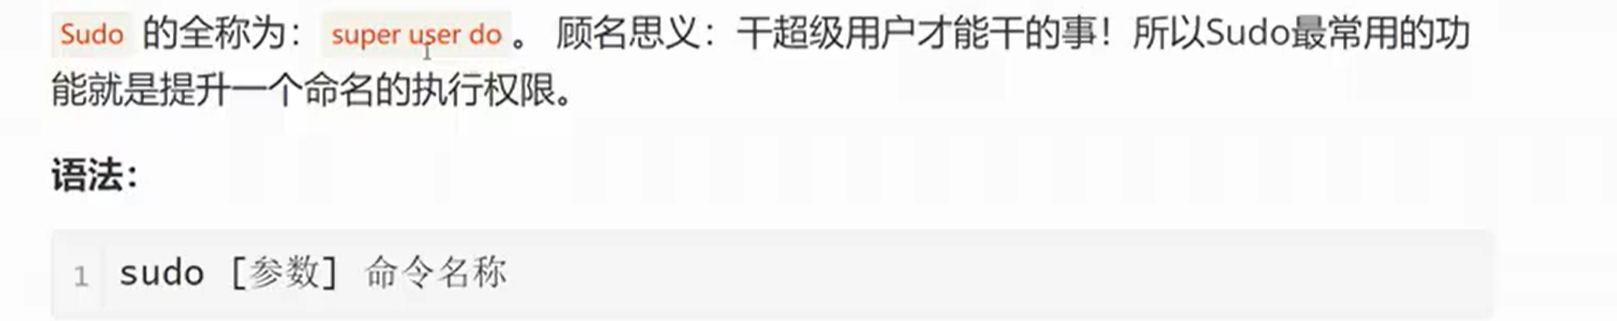 Sudo 的全称为： super user do 。 顾名思义：干超级用户才能干的事！所以Sudo最常用的功
能就是提升一个命名的执行权限。
语法：
1 sudo [参数] 命令名称